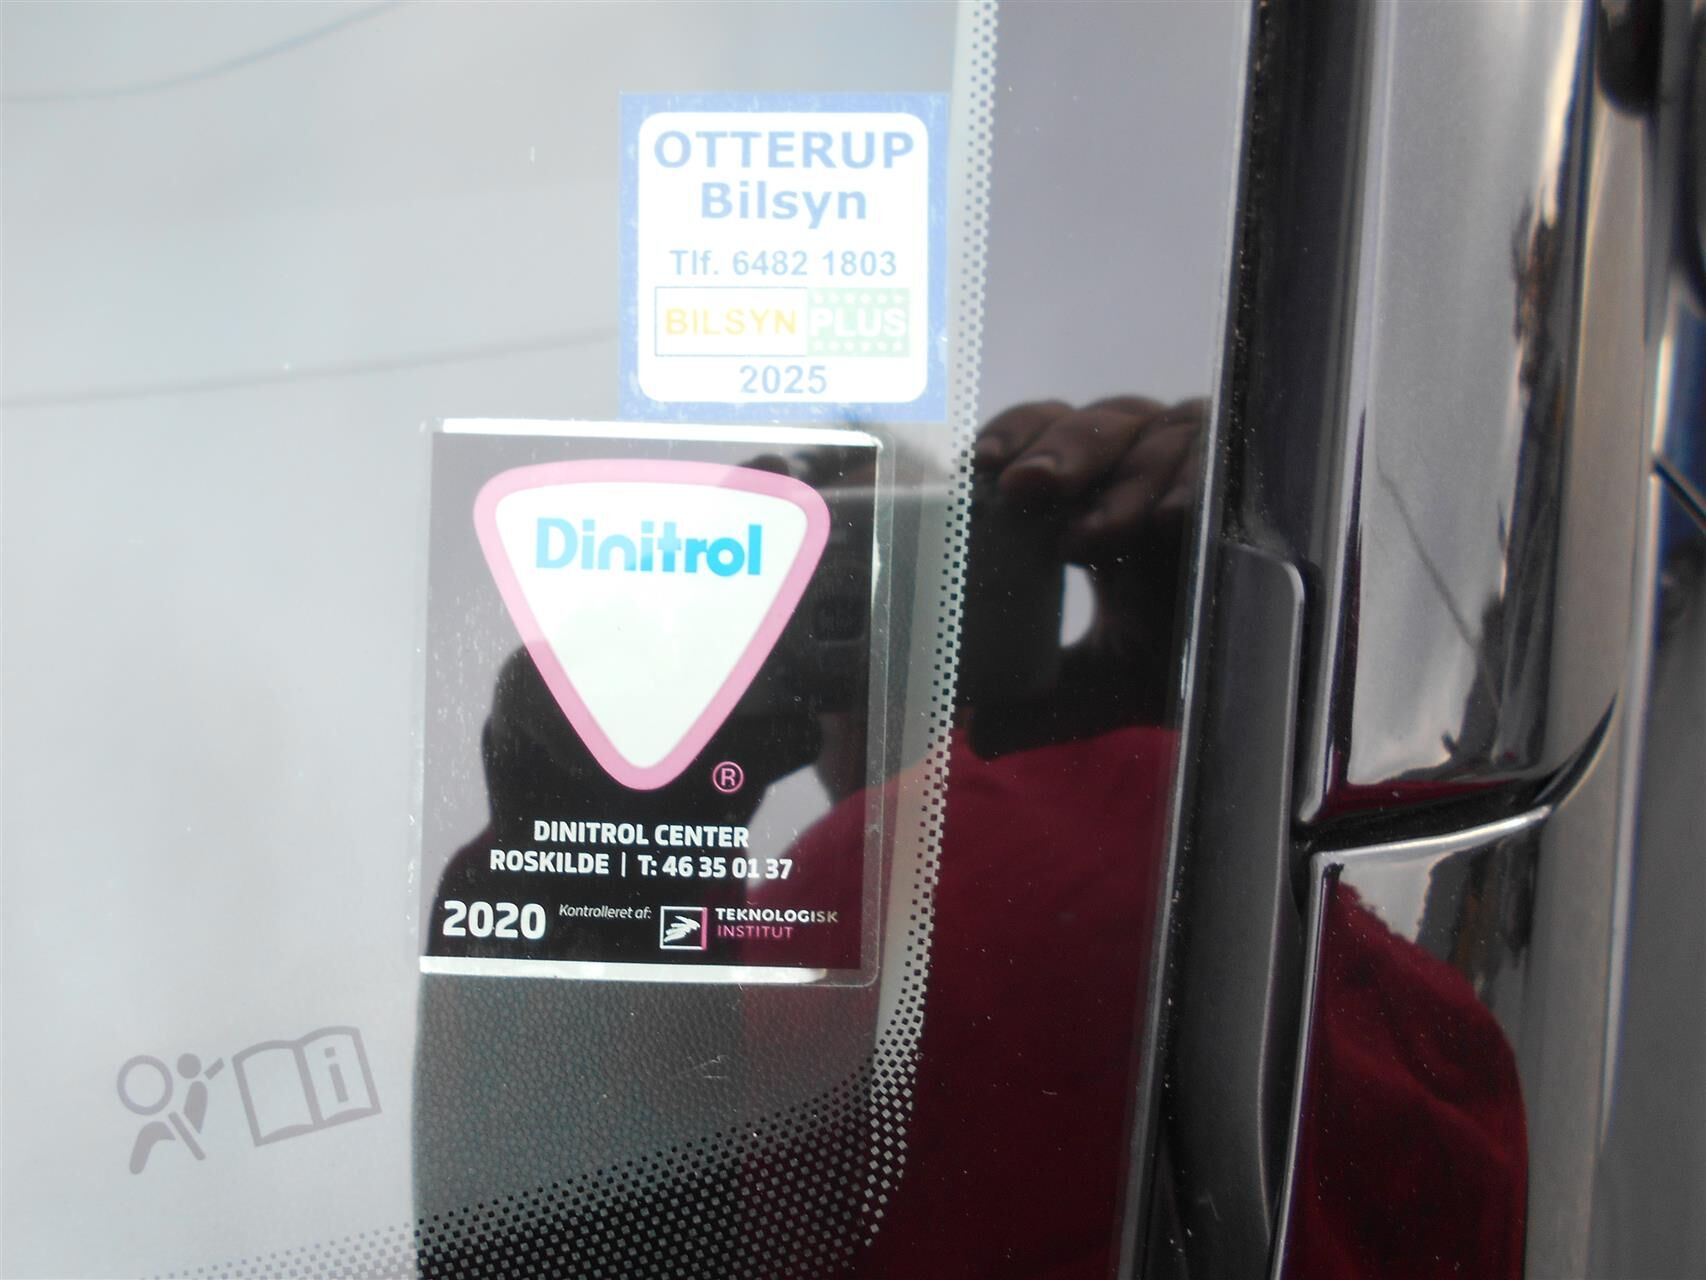 OTTERUP
Bilsyn
Tlf. 6482 1803
BILSYN PLUS
2025
Dinitrol
®
DINITROL CENTER
ROSKILDE | T: 46 35 01 37
2020 Kontrolleret af: TEKNOLOGISK
INSTITUT
i